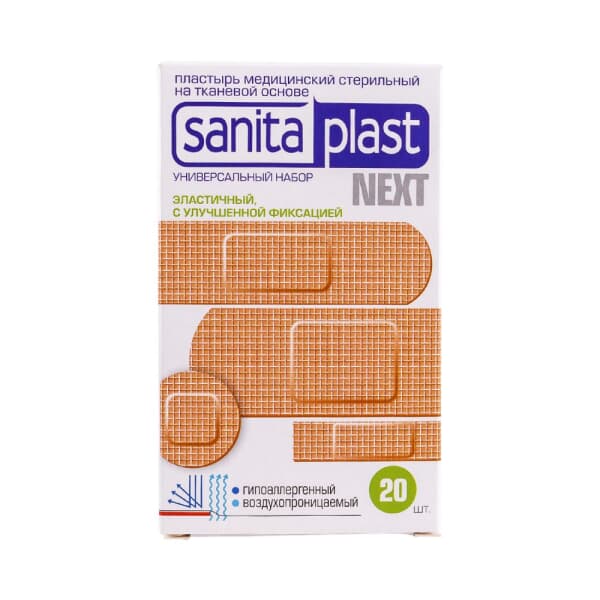 пластырь медицинский стерильный
на тканевой основе
sanita plast
УНИВЕРСАЛЬНЫЙ НАБОР
NEXT
ЭЛАСТИЧНЫЙ,
С УЛУЧШЕННОЙ ФИКСАЦИЕЙ
гипоаллергенный
воздухопроницаемый
20
ШТ.